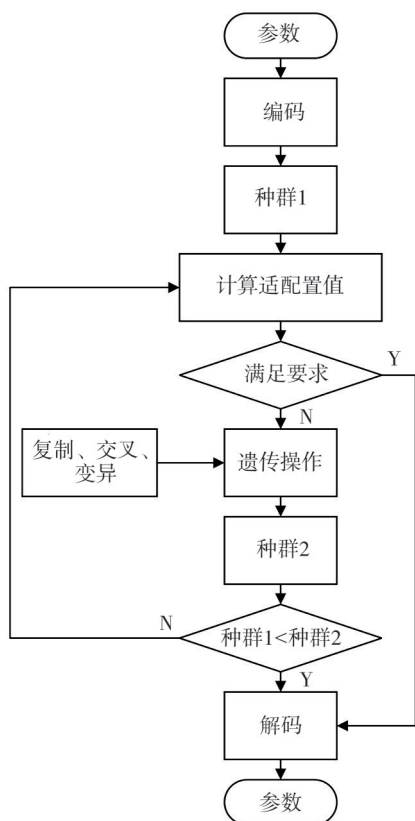 参数
编码
种群1
计算适配置值
满足要求
Y
N
复制、交叉、
变异
遗传操作
种群2
N
种群1<种群2
Y
解码
参数